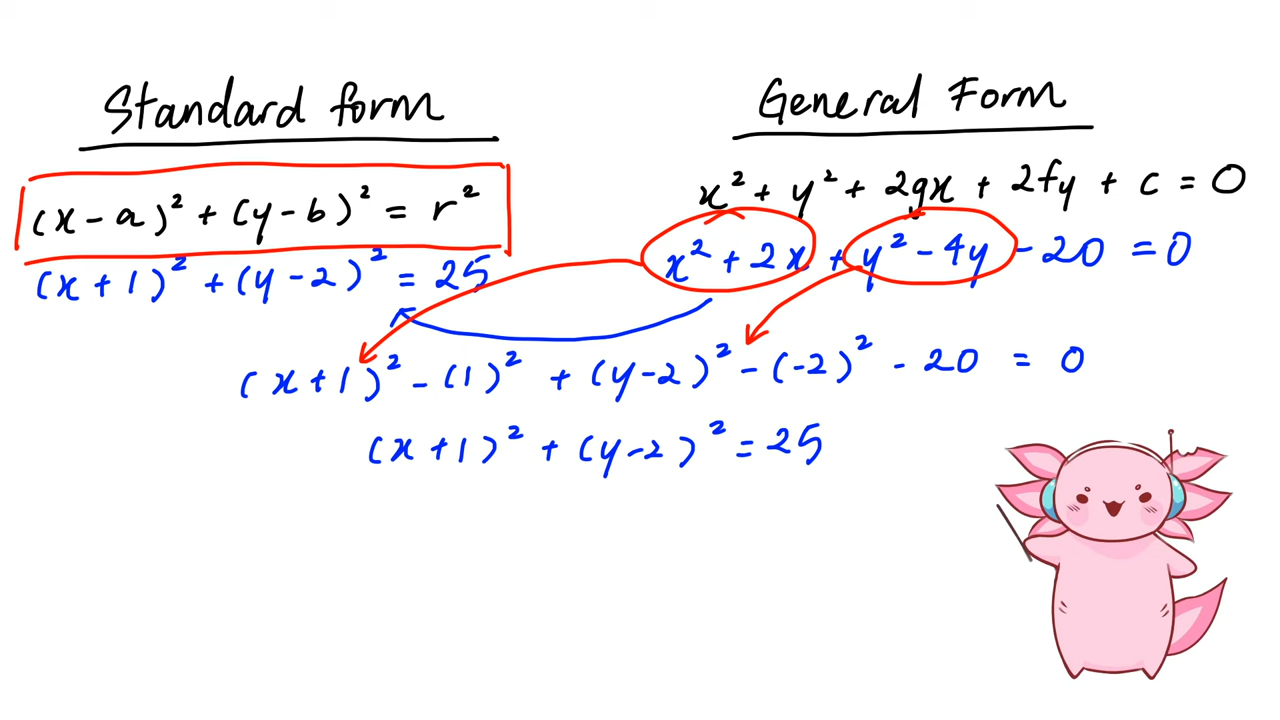 Standard form
(x - a)² + (y - b)² = r²
(x + 1)² + (y - 2)² = 25
General Form
x² + y² + 2gx + 2fy + c = 0
x² + 2x + y² - 4y - 20 = 0
(x + 1)² - (1)² + (y - 2)² - (-2)² - 20 = 0
(x + 1)² + (y - 2)² = 25